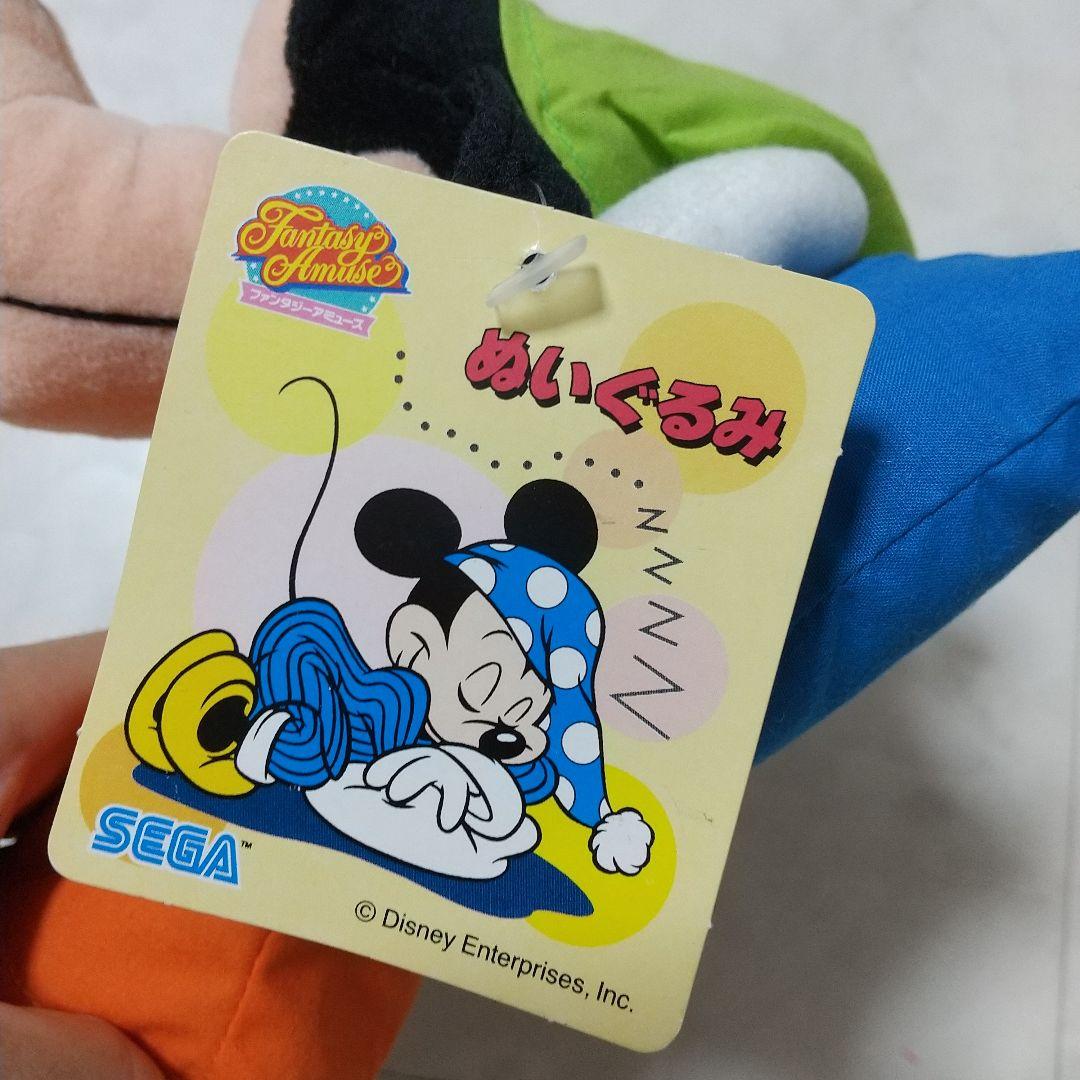 Fantasy
Amuse
ファンタジーアミューズ
ぬいぐるみ
Z Z Z Z
SEGA™
© Disney Enterprises, Inc.